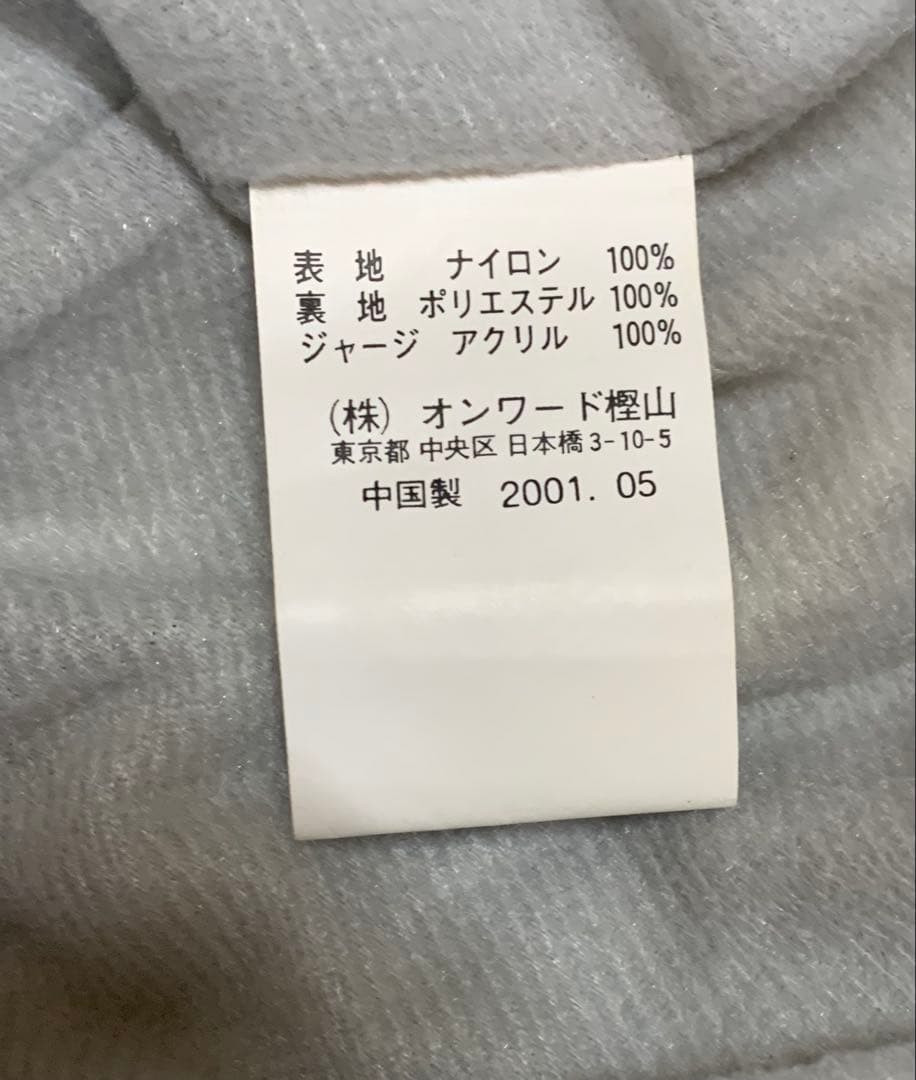 表 地 ナイロン 100%
裏 地 ポリエステル 100%
ジャージ アクリル 100%
(株) オンワード樫山
東京都 中央区 日本橋 3-10-5
中国製 2001. 05